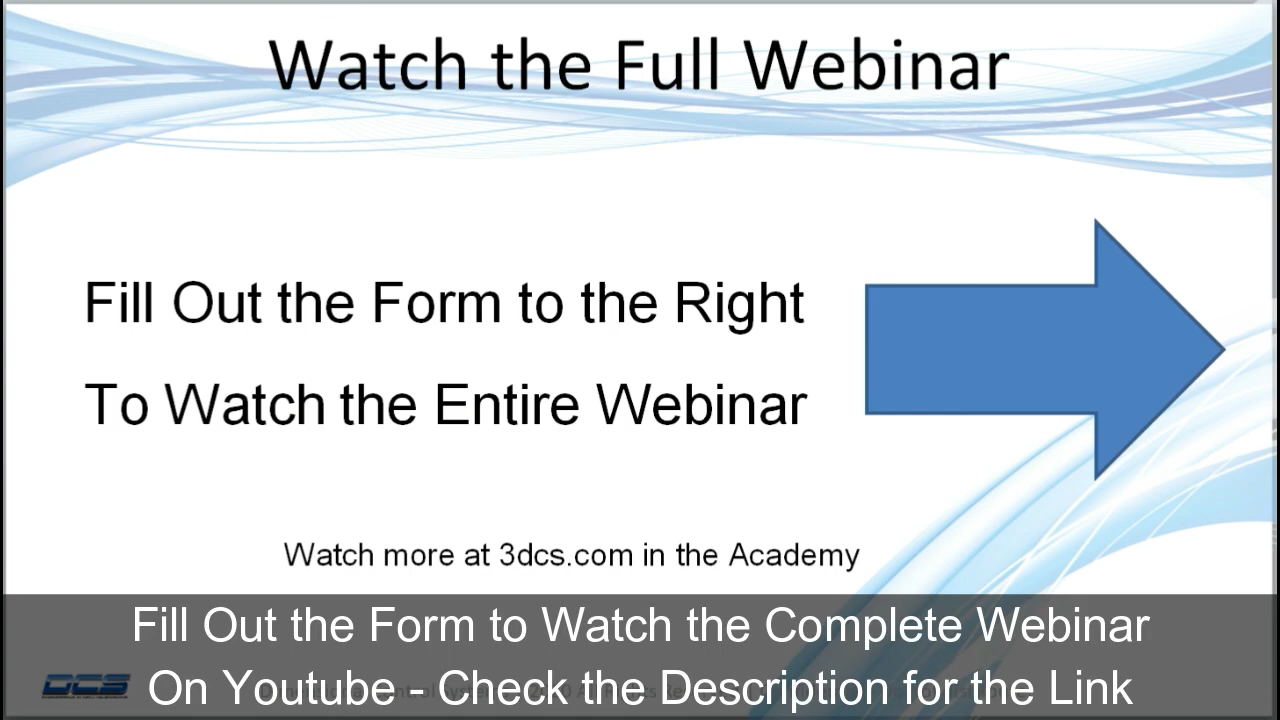 Watch the Full Webinar
Fill Out the Form to the Right
To Watch the Entire Webinar
Watch more at 3dcs.com in the Academy
Fill Out the Form to Watch the Complete Webinar
DCS On Youtube - Check the Description for the Link